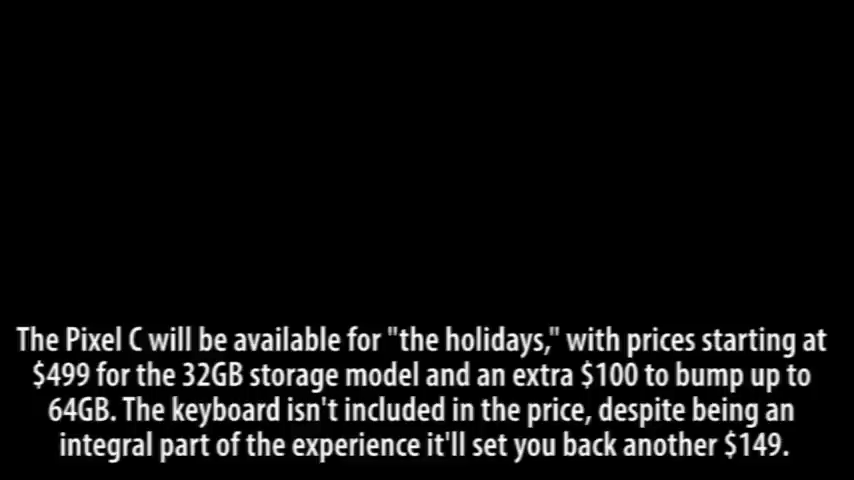 The Pixel C will be available for "the holidays," with prices starting at
$499 for the 32GB storage model and an extra $100 to bump up to
64GB. The keyboard isn't included in the price, despite being an
integral part of the experience it'll set you back another $149.